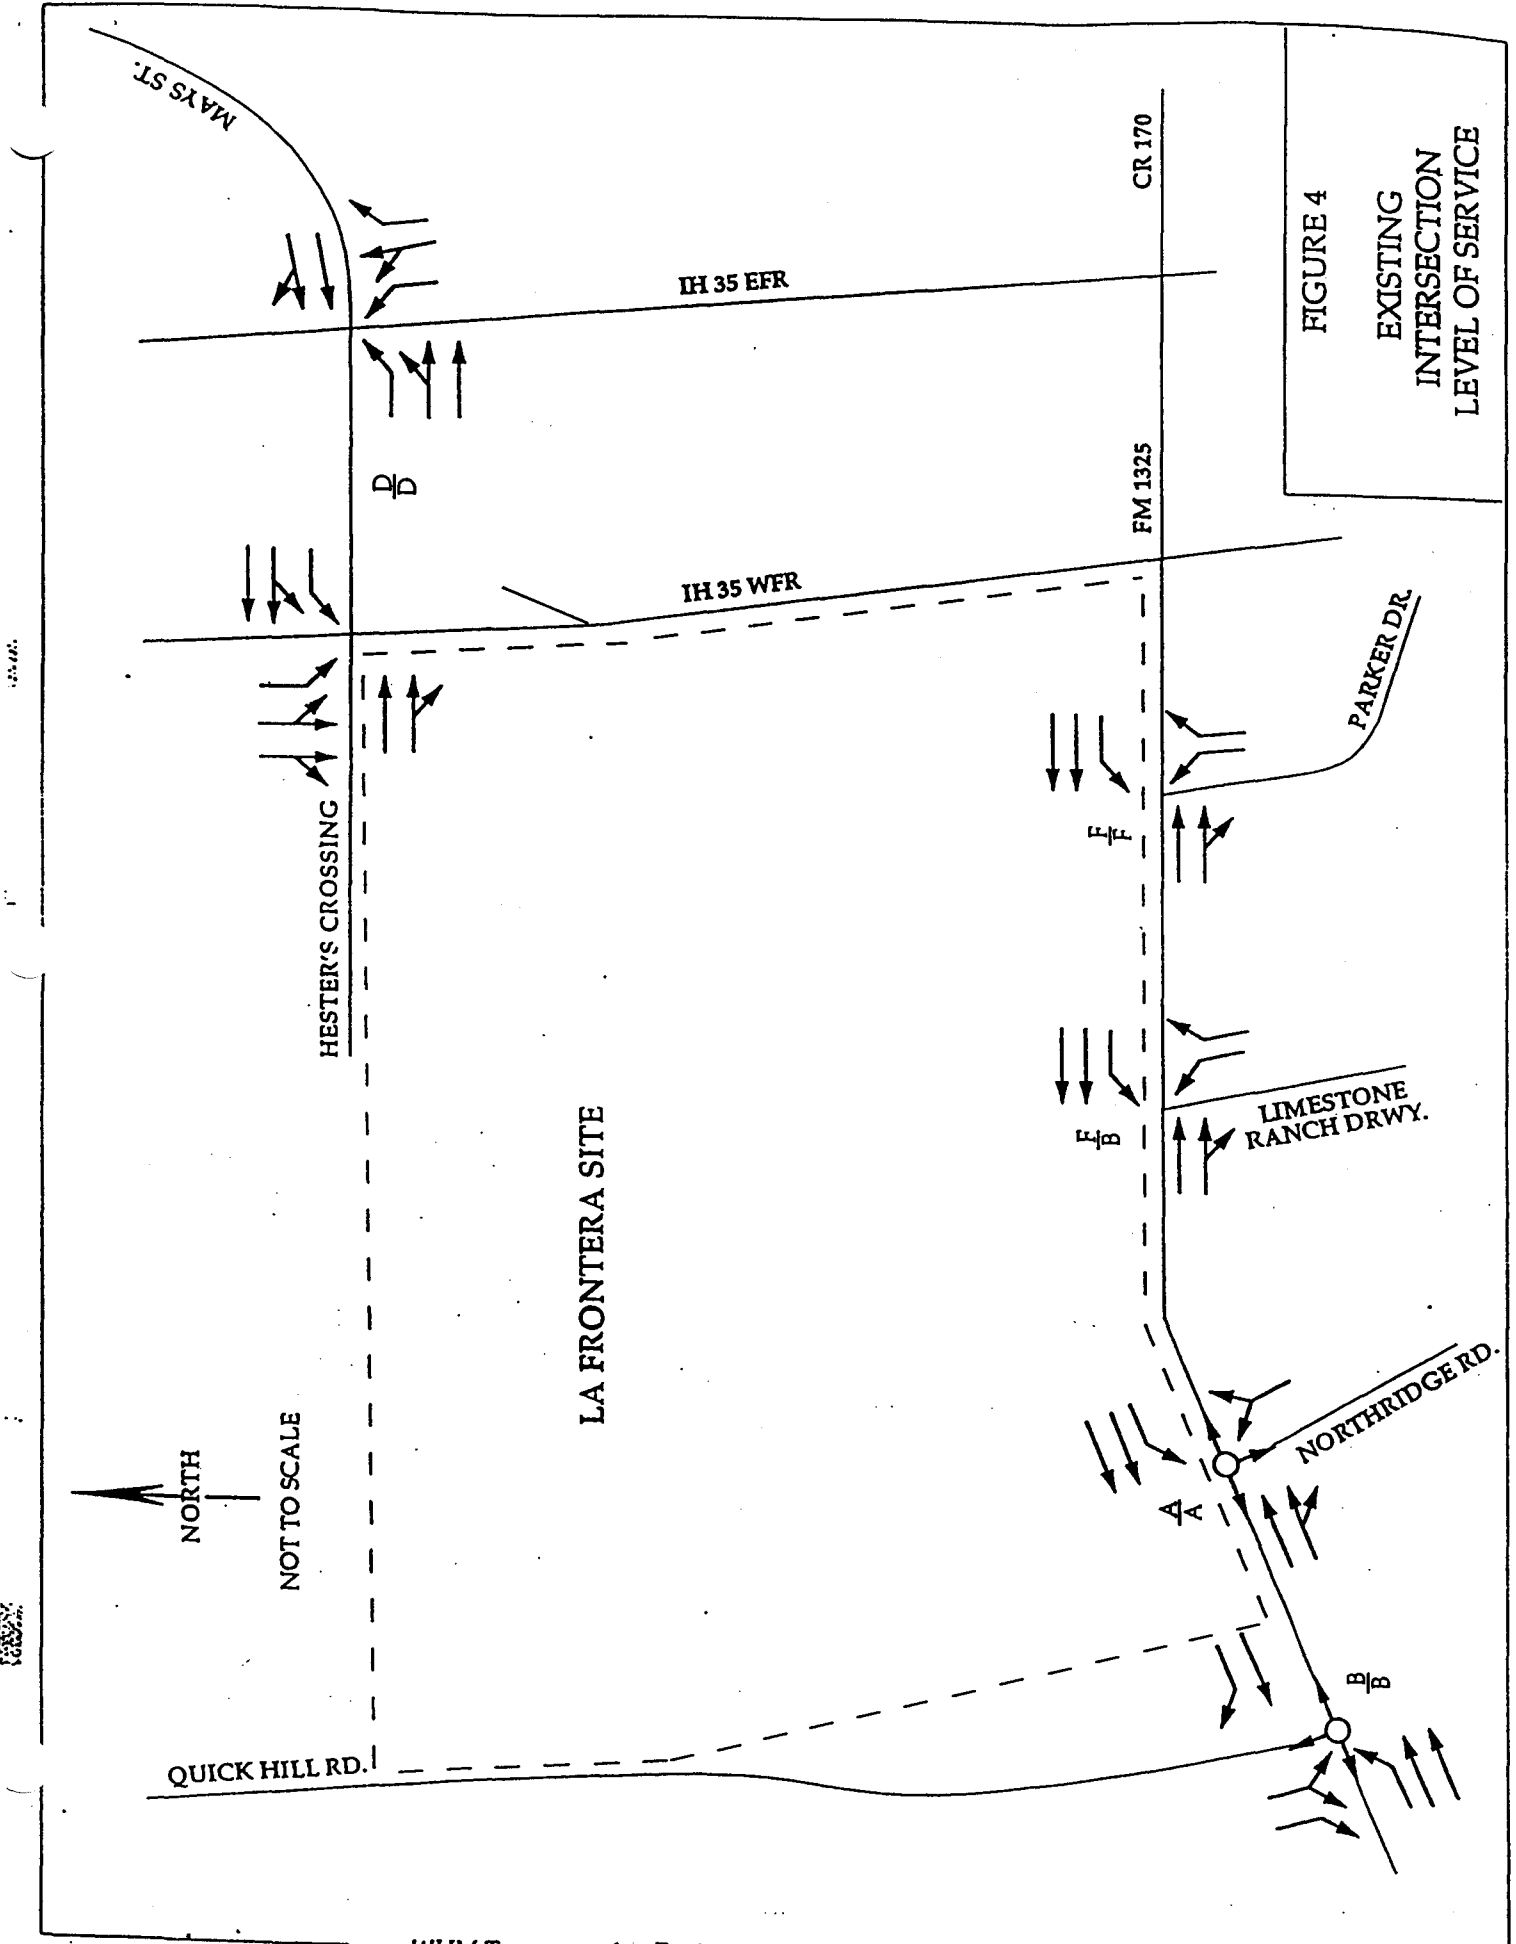 MAYS ST.
CR 170
IH 35 EFR
D
D
FM 1325
IH 35 WFR
HESTER'S CROSSING
PARKER DR.
F
F
LIMESTONE
RANCH DRWY.
F
B
LA FRONTERA SITE
NORTHRIDGE RD.
A
A
NORTH
NOT TO SCALE
QUICK HILL RD.
B
B
FIGURE 4
EXISTING
INTERSECTION
LEVEL OF SERVICE